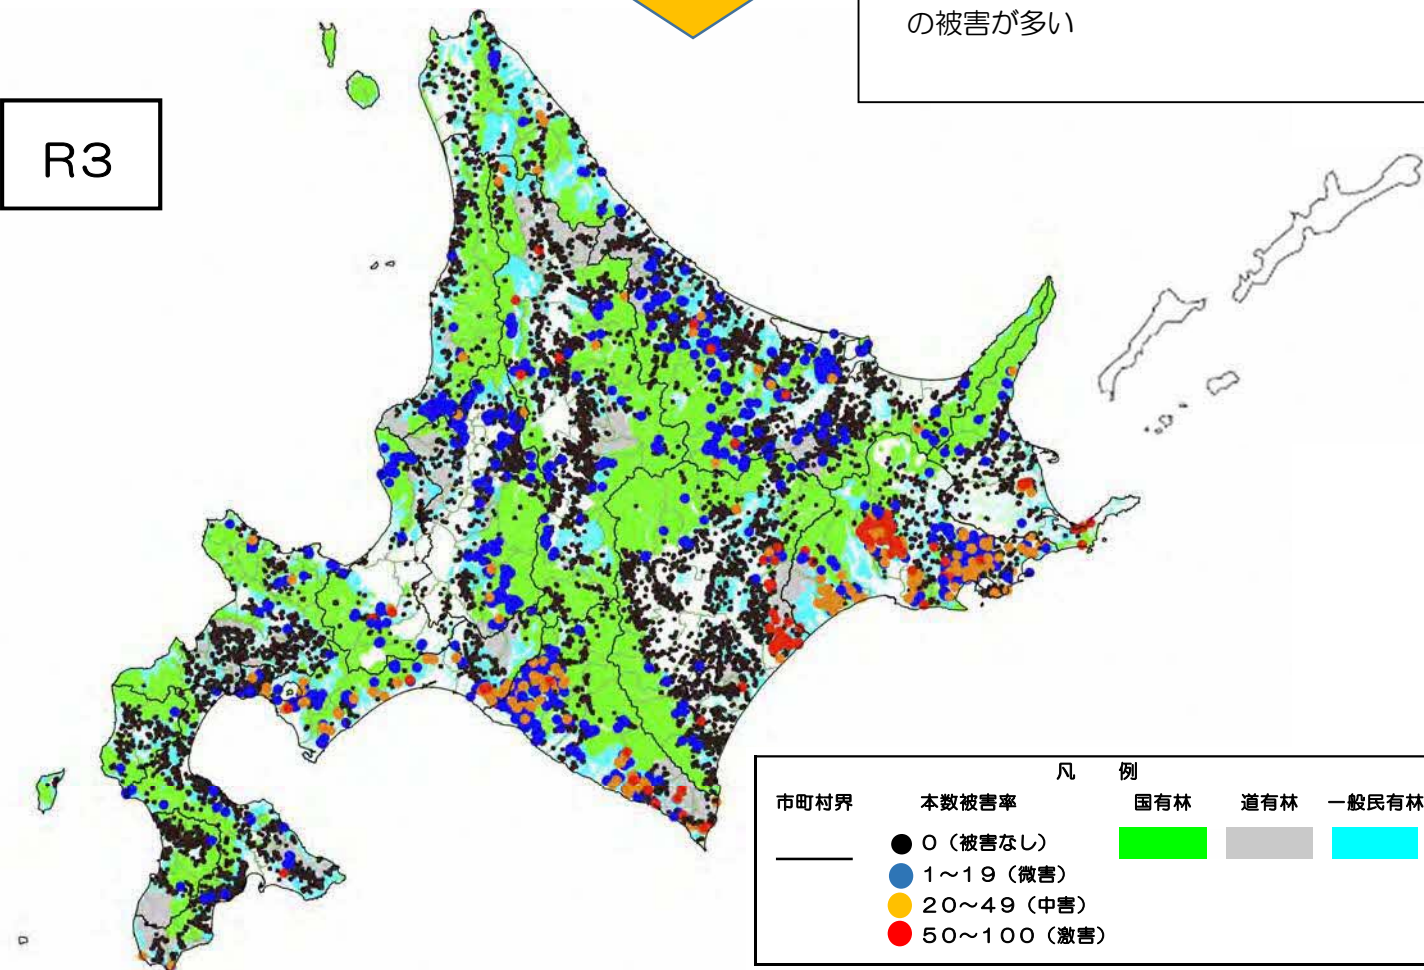 の被害が多い
R3
凡　例
市町村界　本数被害率　国有林　道有林　一般民有林
０（被害なし）
１～１９（微害）
２０～４９（中害）
５０～１００（激害）